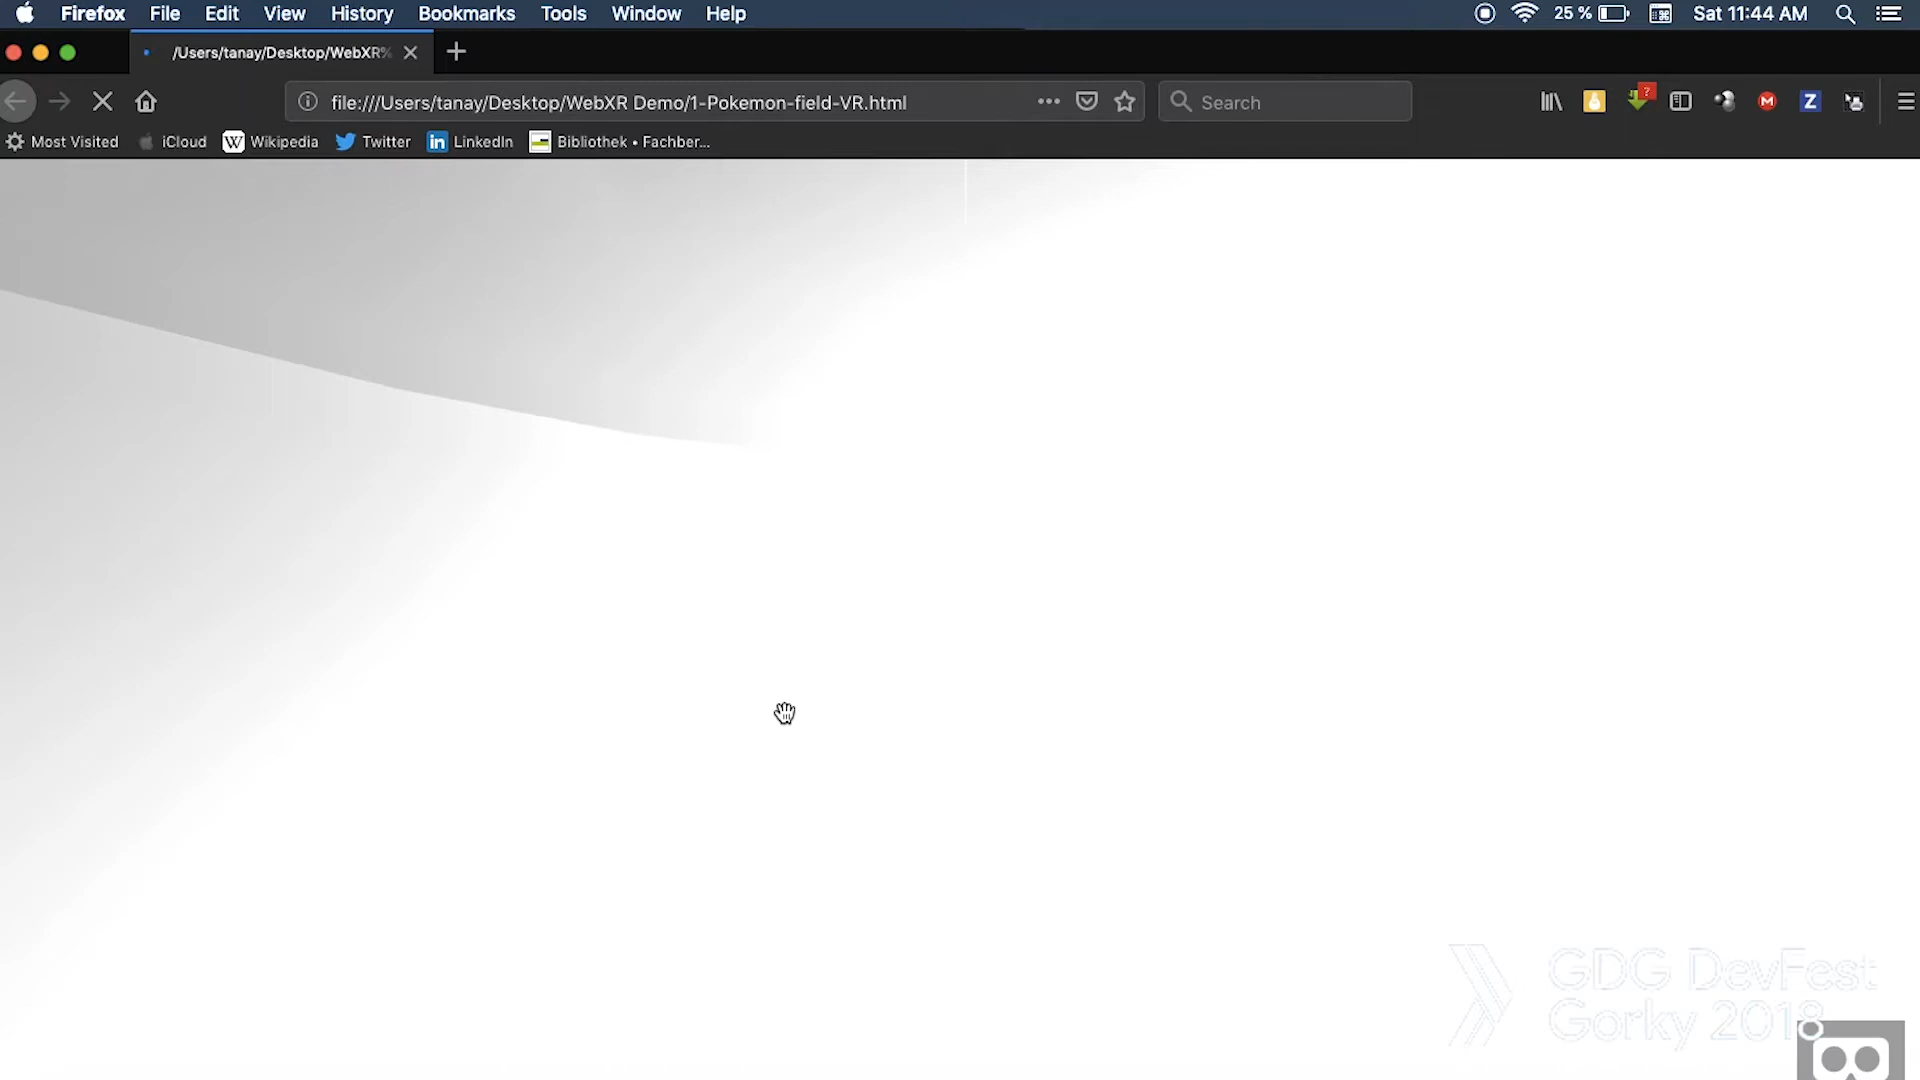 Firefox File Edit View History Bookmarks Tools Window Help 25 % Sat 11:44 AM
/Users/tanay/Desktop/WebXR%
file:///Users/tanay/Desktop/WebXR Demo/1-Pokemon-field-VR.html Search ? M Z
Most Visited iCloud W Wikipedia Twitter in LinkedIn Bibliothek • Fachber...
GDG DevFest
Gorky 2018